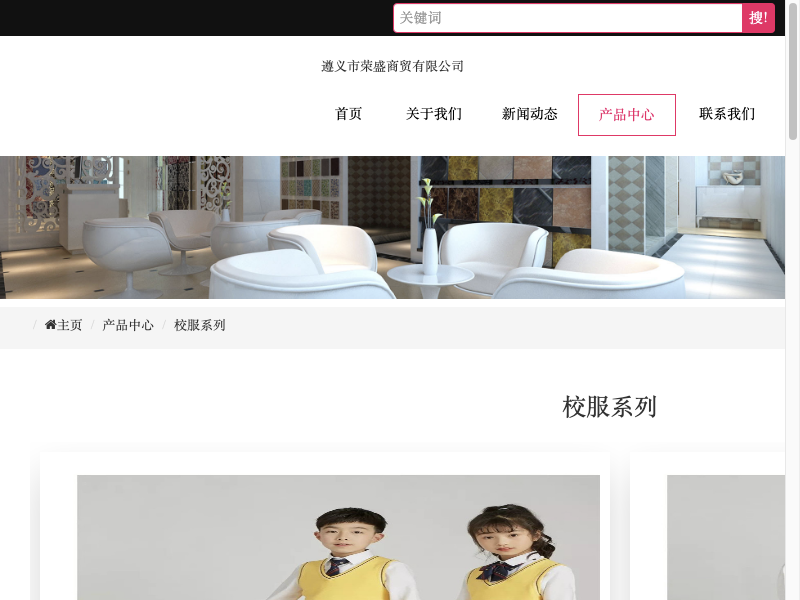 关键词 搜!
遵义市荣盛商贸有限公司
首页 关于我们 新闻动态 产品中心 联系我们
/ 主页 / 产品中心 / 校服系列
校服系列